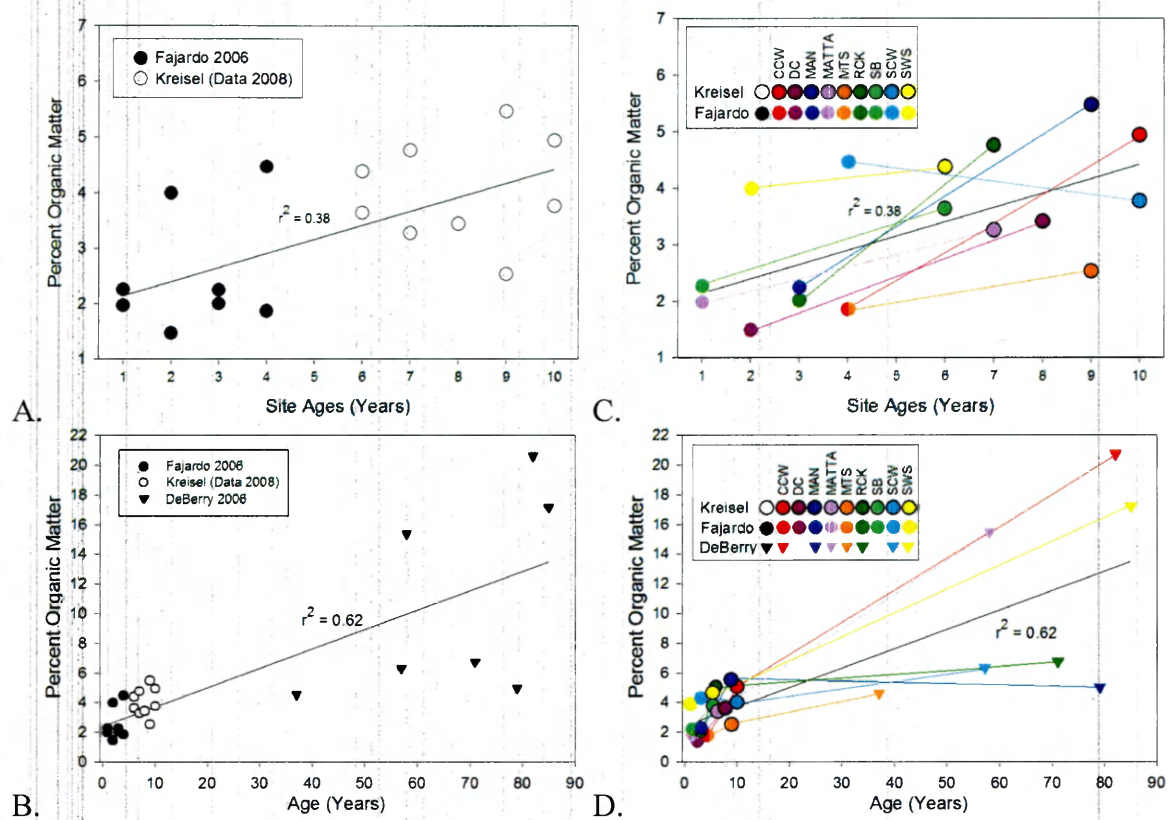 7
6
5
4
3
2
1
Percent Organic Matter
Fajardo 2006
Kreisel (Data 2008)
r2 = 0.38
1 2 3 4 5 6 7 8 9 10
Site Ages (Years)
A.
7
6
5
4
3
2
1
Percent Organic Matter
CCW DC MAN MATTA MTS RCK SB SCW SWS
Kreisel
Fajardo
r2 = 0.38
1 2 3 4 5 6 7 8 9 10
Site Ages (Years)
C.
22
20
18
16
14
12
10
8
6
4
2
0
Percent Organic Matter
Fajardo 2006
Kreisel (Data 2008)
DeBerry 2006
r2 = 0.62
0 10 20 30 40 50 60 70 80 90
Age (Years)
B.
22
20
18
16
14
12
10
8
6
4
2
0
Percent Organic Matter
CCW DC MAN MATTA MTS RCK SB SCW SWS
Kreisel
Fajardo
DeBerry
r2 = 0.62
0 10 20 30 40 50 60 70 80 90
Age (Years)
D.